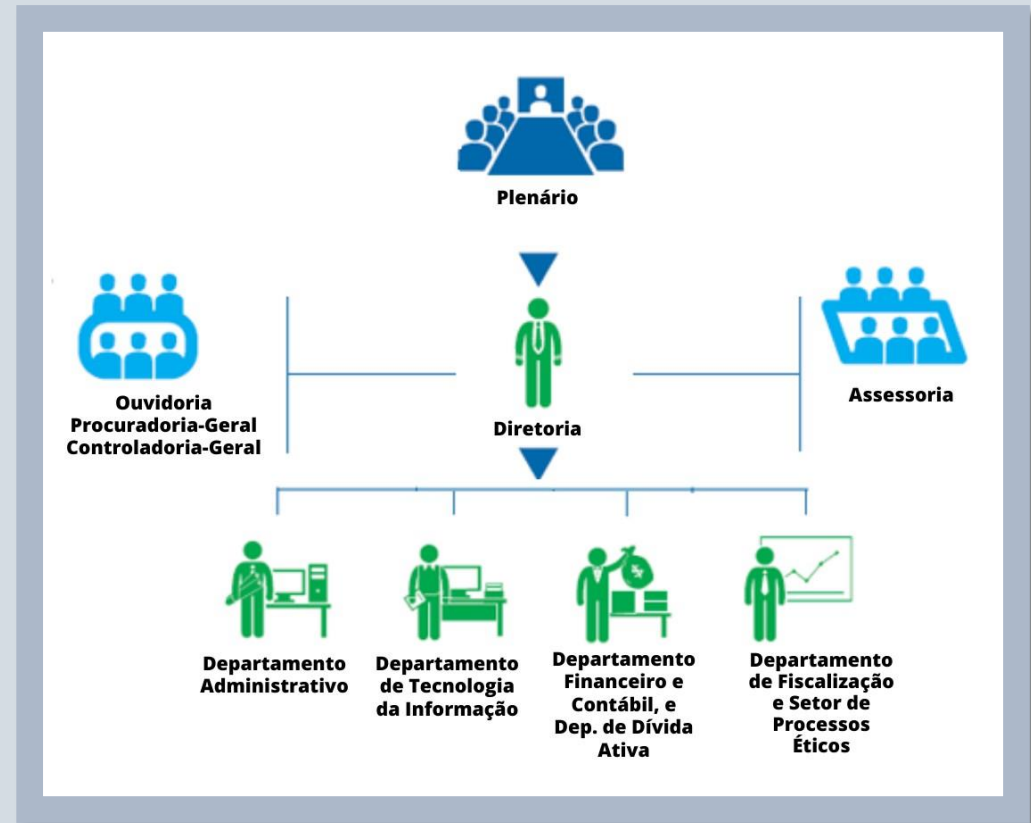 Plenário
Ouvidoria
Procuradoria-Geral
Controladoria-Geral
Diretoria
Assessoria
Departamento
Administrativo
Departamento
de Tecnologia
da Informação
Departamento
Financeiro e
Contábil, e
Dep. de Dívida
Ativa
Departamento
de Fiscalização
e Setor de
Processos
Éticos